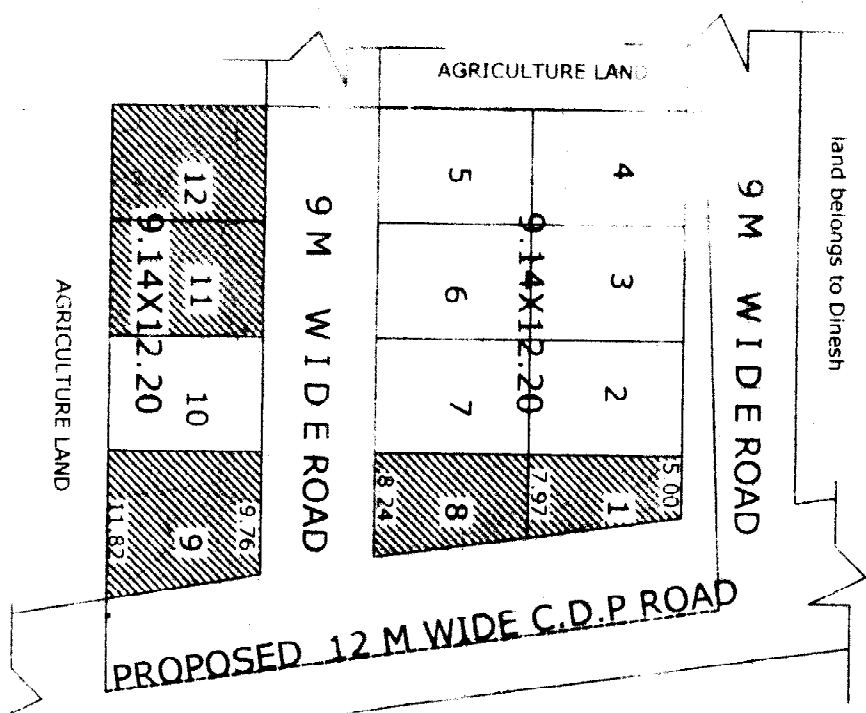 AGRICULTURE LAND
land belongs to Dinesh
12
11
10
9
9.14X12.20
9.76
11.82
AGRICULTURE LAND
9 M WIDE ROAD
5
6
7
8
4
3
2
1
9.14X12.20
8.24
7.97
5.00
9 M WIDE ROAD
PROPOSED 12 M WIDE C.D.P ROAD